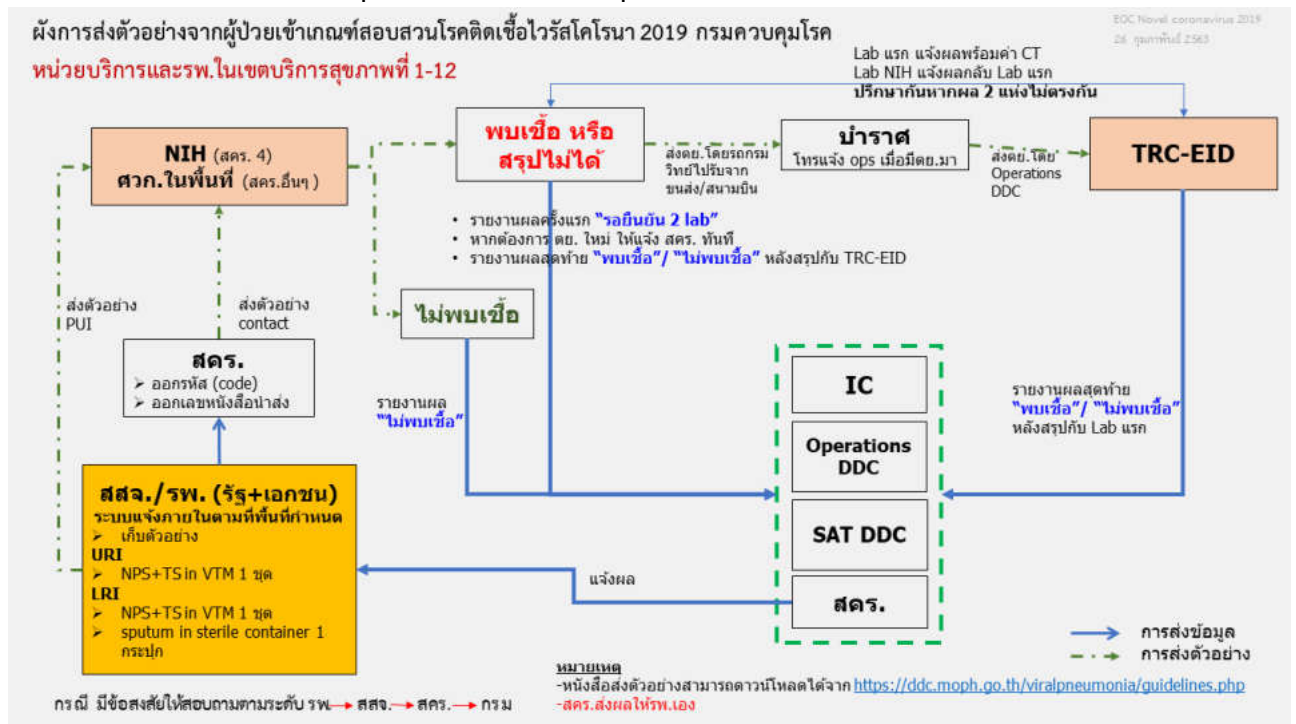 ผังการส่งตัวอย่างจากผู้ป่วยเข้าเกณฑ์สอบสวนโรคติดเชื้อไวรัสโคโรนา 2019 กรมควบคุมโรค
หน่วยบริการและรพ.ในเขตบริการสุขภาพที่ 1-12
EOC Novel coronavirus 2019
26 กุมภาพันธ์ 2563
Lab แรก แจ้งผลพร้อมค่า CT
Lab NIH แจ้งผลกลับ Lab แรก
ปรึกษากันหากผล 2 แห่งไม่ตรงกัน
NIH (สคร. 4)
ศวก.ในพื้นที่ (สคร.อื่นๆ )
พบเชื้อ หรือ
สรุปไม่ได้
ส่งตย.โดยรถกรม
วิทย์ไปรับจาก
ขนส่ง/สนามบิน
บำราศ
โทรแจ้ง ops เมื่อมีตย.มา
ส่งตย.โดย
Operations
DDC
TRC-EID
• รายงานผลครั้งแรก “รอยืนยัน 2 lab”
• หากต้องการ ตย. ใหม่ ให้แจ้ง สคร. ทันที
• รายงานผลสุดท้าย “พบเชื้อ”/ “ไม่พบเชื้อ” หลังสรุปกับ TRC-EID
ส่งตัวอย่าง
PUI
ส่งตัวอย่าง
contact
ไม่พบเชื้อ
สคร.
➢ ออกรหัส (code)
➢ ออกเลขหนังสือนำส่ง
รายงานผล
“ไม่พบเชื้อ”
IC
Operations
DDC
SAT DDC
สคร.
รายงานผลสุดท้าย
“พบเชื้อ”/ “ไม่พบเชื้อ”
หลังสรุปกับ Lab แรก
สสจ./รพ. (รัฐ+เอกชน)
ระบบแจ้งภายในตามที่พื้นที่กำหนด
➢ เก็บตัวอย่าง
URI
➢ NPS+TS in VTM 1 ชุด
LRI
➢ NPS+TS in VTM 1 ชุด
➢ sputum in sterile container 1
กระปุก
แจ้งผล
การส่งข้อมูล
การส่งตัวอย่าง
หมายเหตุ
-หนังสือส่งตัวอย่างสามารถดาวน์โหลดได้จาก https://ddc.moph.go.th/viralpneumonia/guidelines.php
-สคร.ส่งผลให้รพ.เอง
กรณี มีข้อสงสัยให้สอบถามตามระดับ รพ. → สสจ. → สคร. → กรม